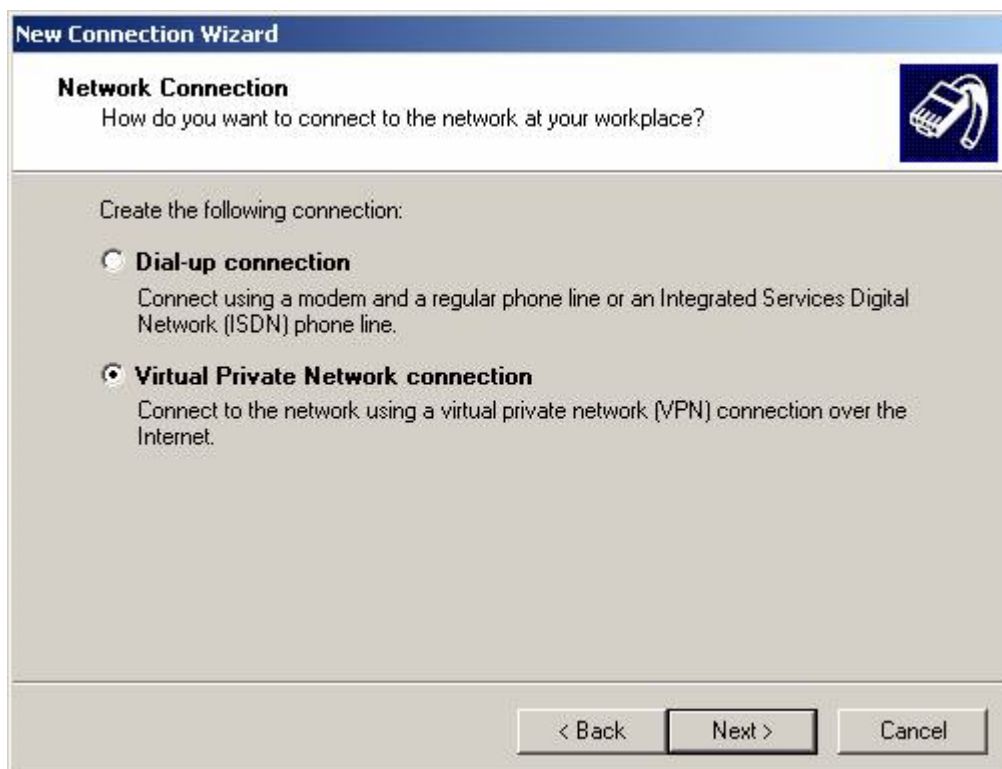 New Connection Wizard
Network Connection
How do you want to connect to the network at your workplace?
Create the following connection:
Dial-up connection
Connect using a modem and a regular phone line or an Integrated Services Digital
Network (ISDN) phone line.
Virtual Private Network connection
Connect to the network using a virtual private network (VPN) connection over the
Internet.
< Back
Next >
Cancel